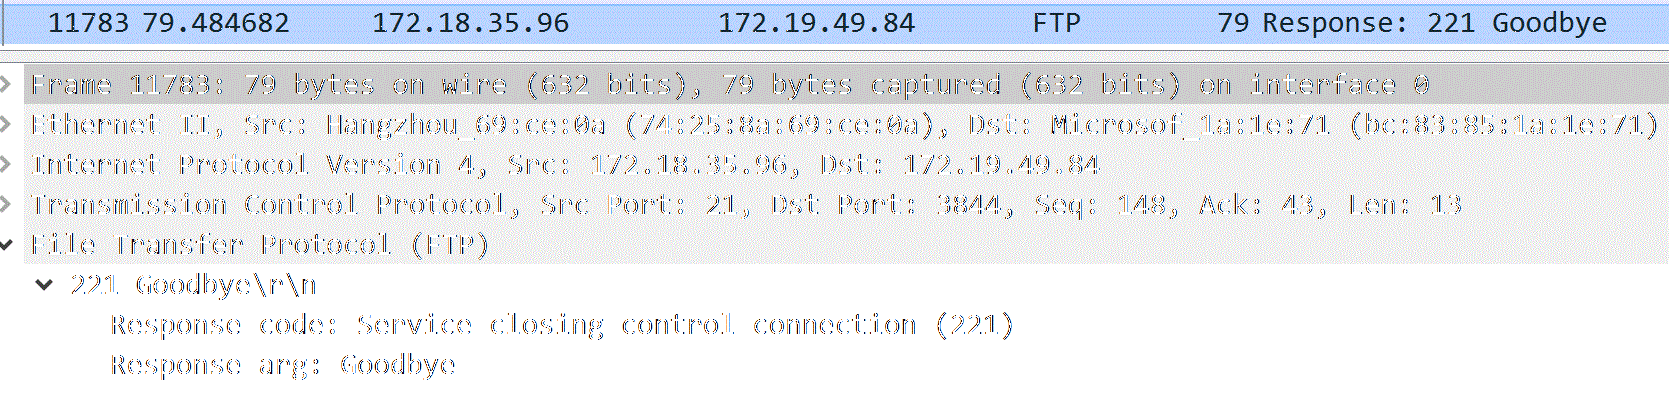 11783 79.484682 172.18.35.96 172.19.49.84 FTP 79 Response: 221 Goodbye
Frame 11783: 79 bytes on wire (632 bits), 79 bytes captured (632 bits) on interface 0
Ethernet II, Src: Hangzhou_69:ce:0a (74:25:8a:69:ce:0a), Dst: Microsof_1a:1e:71 (bc:83:85:1a:1e:71)
Internet Protocol Version 4, Src: 172.18.35.96, Dst: 172.19.49.84
Transmission Control Protocol, Src Port: 21, Dst Port: 3844, Seq: 148, Ack: 43, Len: 13
File Transfer Protocol (FTP)
221 Goodbye\r\n
Response code: Service closing control connection (221)
Response arg: Goodbye